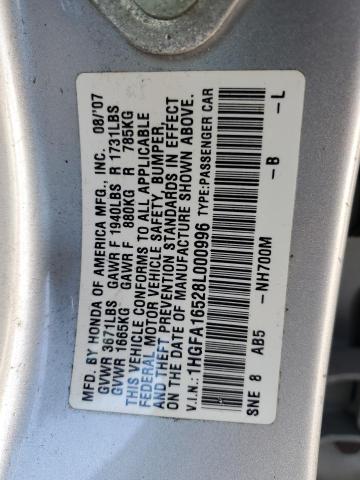 MFD. BY HONDA OF AMERICA MFG., INC. 08/'07
GVWR 3671LBS GAWR F 1940LBS R 1731LBS
GVWR 1665KG GAWR F 880KG R 785KG
THIS VEHICLE CONFORMS TO ALL APPLICABLE
FEDERAL MOTOR VEHICLE SAFETY, BUMPER,
AND THEFT PREVENTION STANDARDS IN EFFECT
ON THE DATE OF MANUFACTURE SHOWN ABOVE.
V.I.N.: 1HGFA16528L000996 TYPE: PASSENGER CAR
SNE 8 AB5 -NH700M -B -L